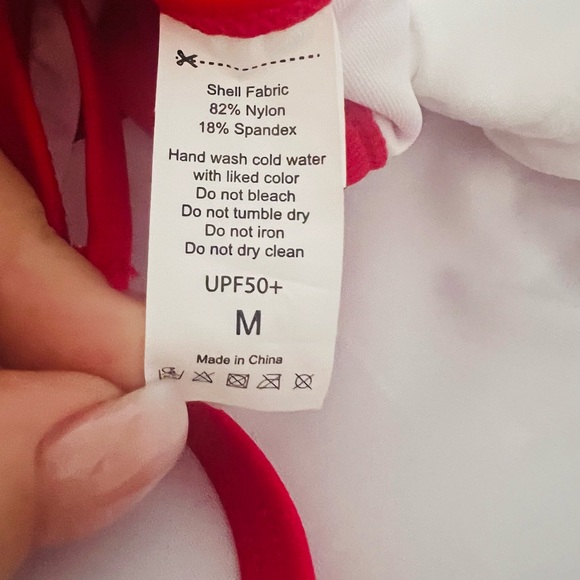 Shell Fabric
82% Nylon
18% Spandex
Hand wash cold water
with liked color
Do not bleach
Do not tumble dry
Do not iron
Do not dry clean
UPF50+
M
Made in China